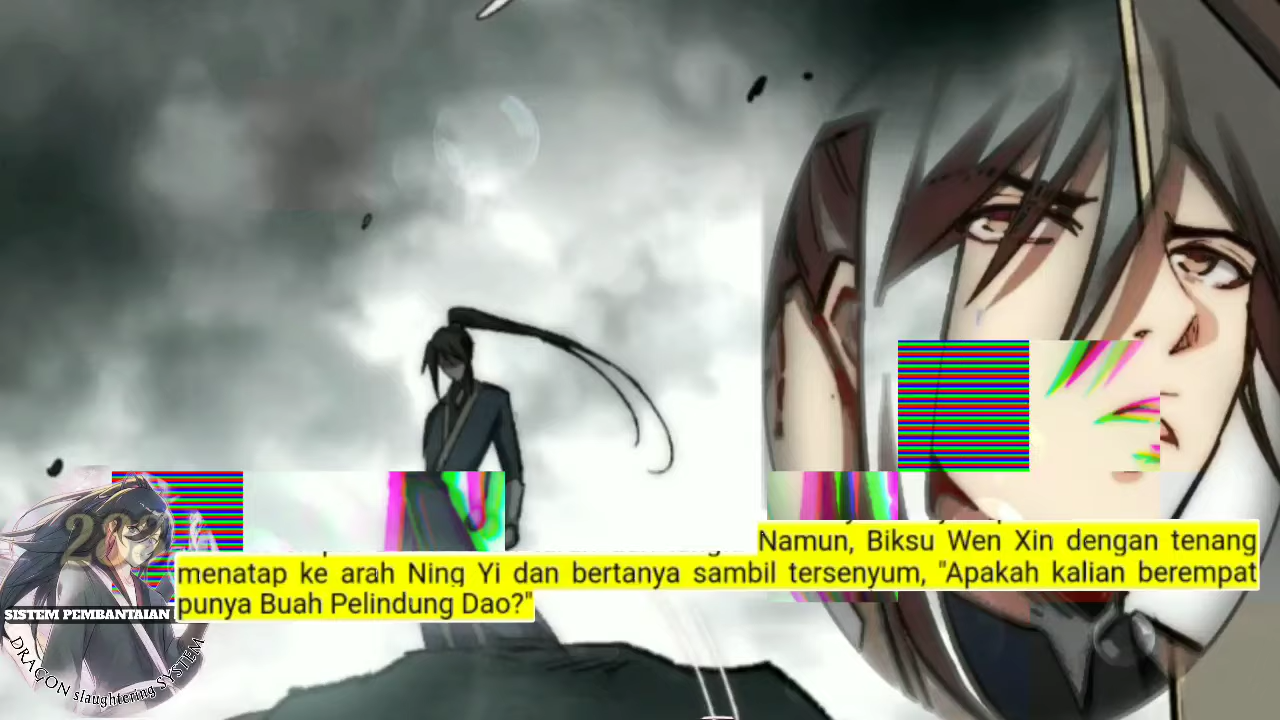 Namun, Biksu Wen Xin dengan tenang
menatap ke arah Ning Yi dan bertanya sambil tersenyum, "Apakah kalian berempat
punya Buah Pelindung Dao?"
SISTEM PEMBANTAIAN
DRAGON slaughtering SYSTEM